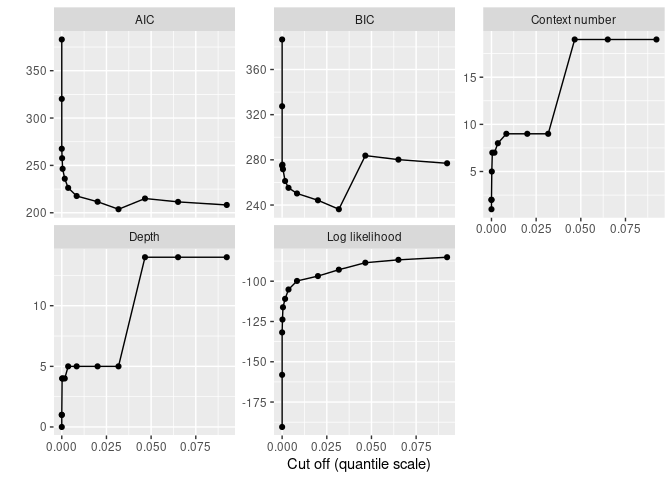 AIC
BIC
Context number
350
300
250
200
360
320
280
240
15
10
5
0.000 0.025 0.050 0.075
Depth
Log likelihood
10
5
0
-100
-125
-150
-175
0.000 0.025 0.050 0.075
0.000 0.025 0.050 0.075
Cut off (quantile scale)